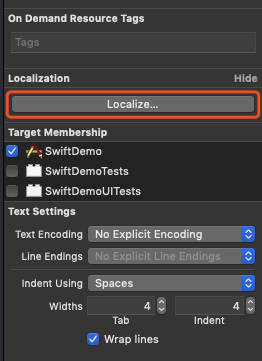 On Demand Resource Tags
Tags
Localization Hide
Localize...
Target Membership
SwiftDemo
SwiftDemoTests
SwiftDemoUITests
Text Settings
Text Encoding No Explicit Encoding
Line Endings No Explicit Line Endings
Indent Using Spaces
Widths 4 4
Tab Indent
Wrap lines